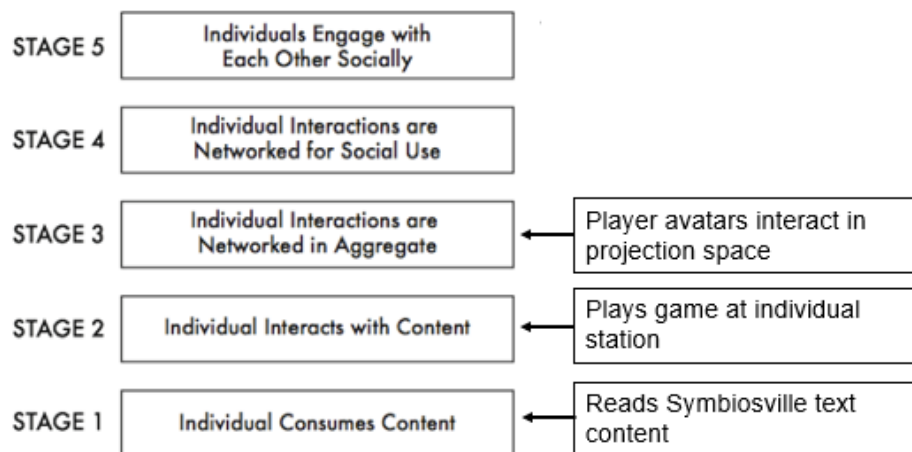 STAGE 5
Individuals Engage with
Each Other Socially
STAGE 4
Individual Interactions are
Networked for Social Use
STAGE 3
Individual Interactions are
Networked in Aggregate
Player avatars interact in
projection space
STAGE 2
Individual Interacts with Content
Plays game at individual
station
STAGE 1
Individual Consumes Content
Reads Symbiosville text
content